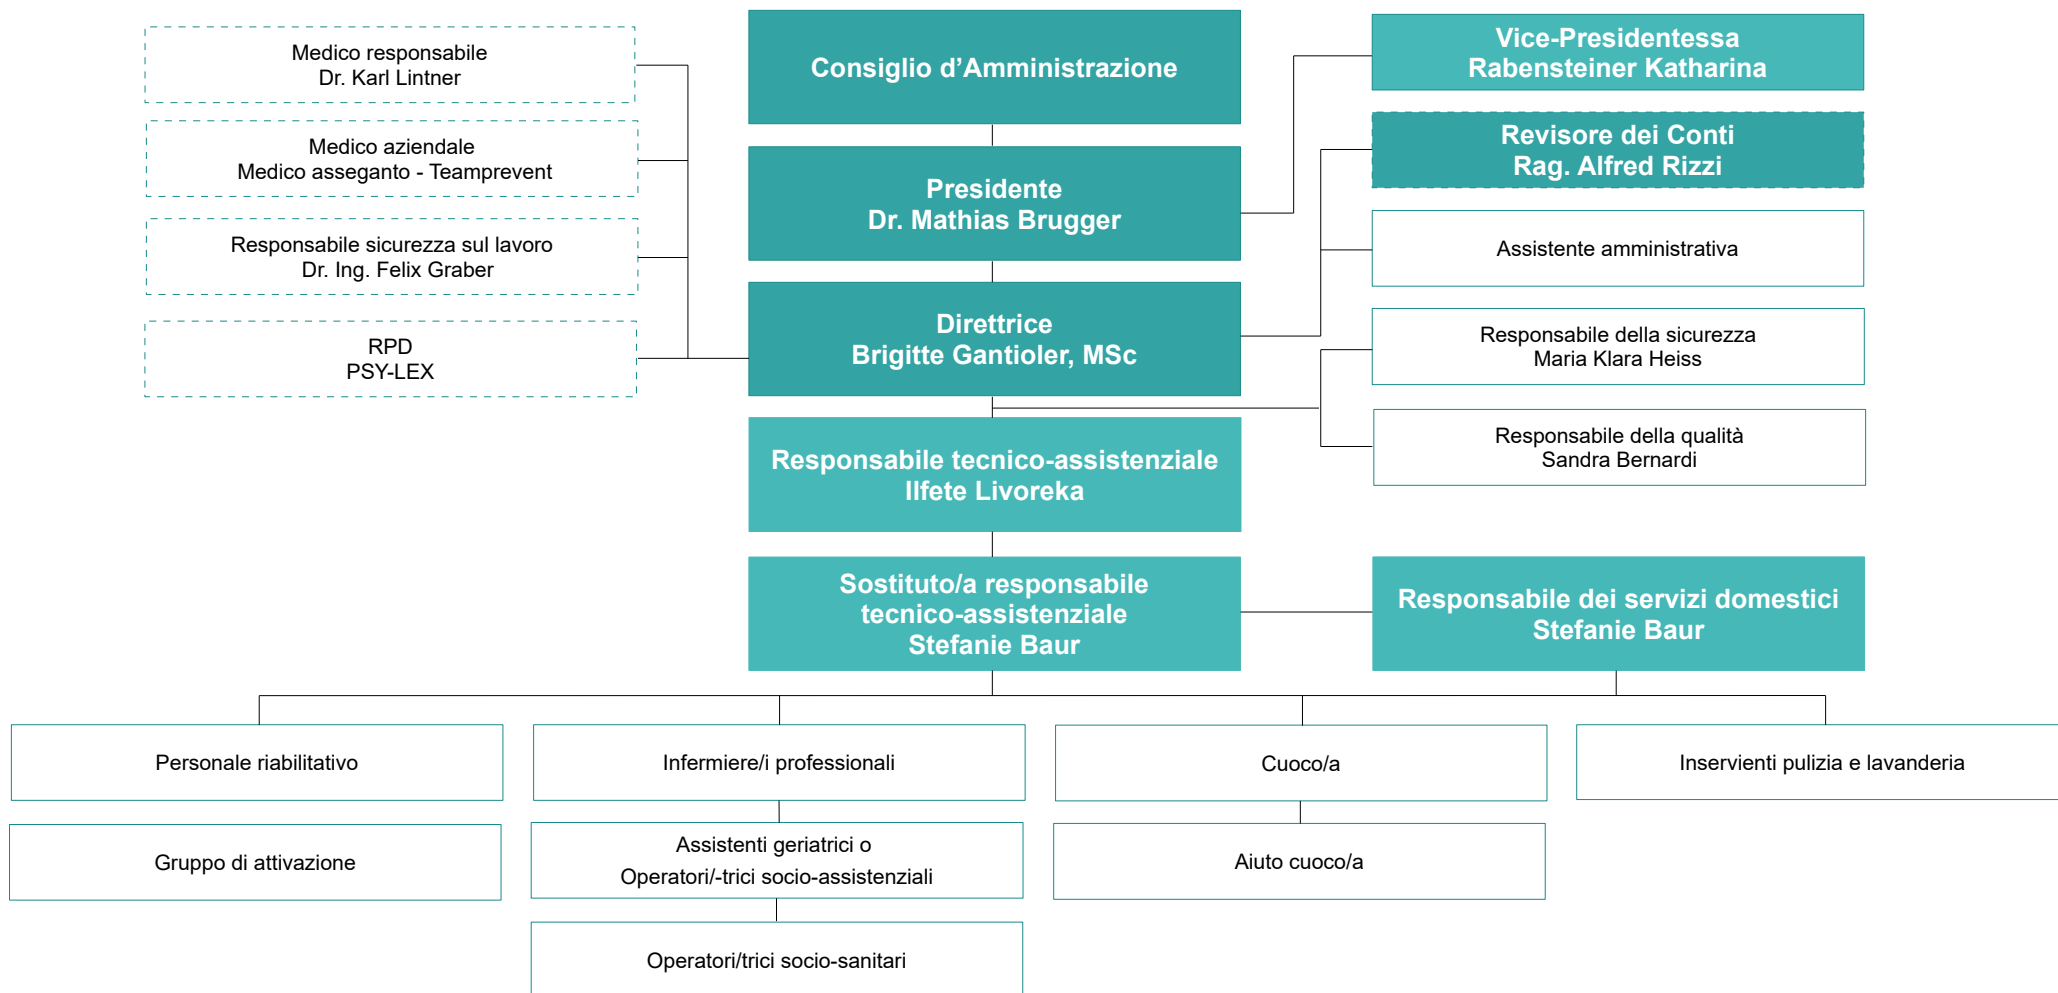 Medico responsabile
Dr. Karl Lintner
Medico aziendale
Medico asseganto - Teamprevent
Responsabile sicurezza sul lavoro
Dr. Ing. Felix Graber
RPD
PSY-LEX
Consiglio d’Amministrazione
Presidente
Dr. Mathias Brugger
Direttrice
Brigitte Gantioler, MSc
Vice-Presidentessa
Rabensteiner Katharina
Revisore dei Conti
Rag. Alfred Rizzi
Assistente amministrativa
Responsabile della sicurezza
Maria Klara Heiss
Responsabile della qualità
Sandra Bernardi
Responsabile tecnico-assistenziale
Ilfete Livoreka
Sostituto/a responsabile
tecnico-assistenziale
Stefanie Baur
Responsabile dei servizi domestici
Stefanie Baur
Personale riabilitativo
Infermiere/i professionali
Cuoco/a
Inservienti pulizia e lavanderia
Gruppo di attivazione
Assistenti geriatrici o
Operatori/-trici socio-assistenziali
Aiuto cuoco/a
Operatori/trici socio-sanitari